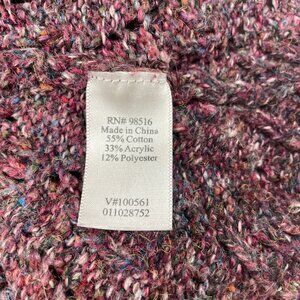 RN# 98516
Made in China
55% Cotton
33% Acrylic
12% Polyester
V#100561
011028752